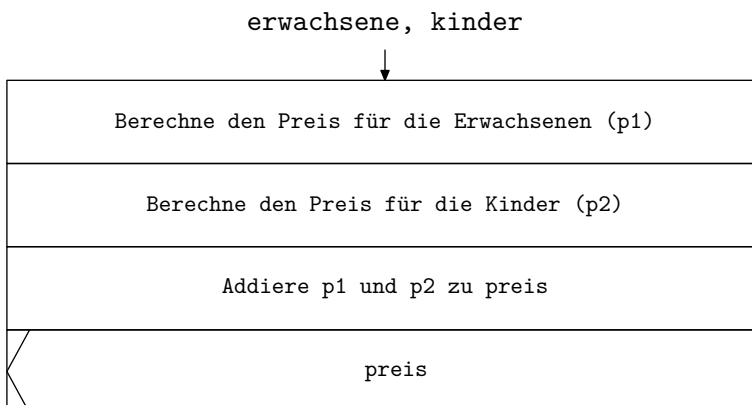 erwachsene, kinder
Berechne den Preis für die Erwachsenen (p1)
Berechne den Preis für die Kinder (p2)
Addiere p1 und p2 zu preis
preis